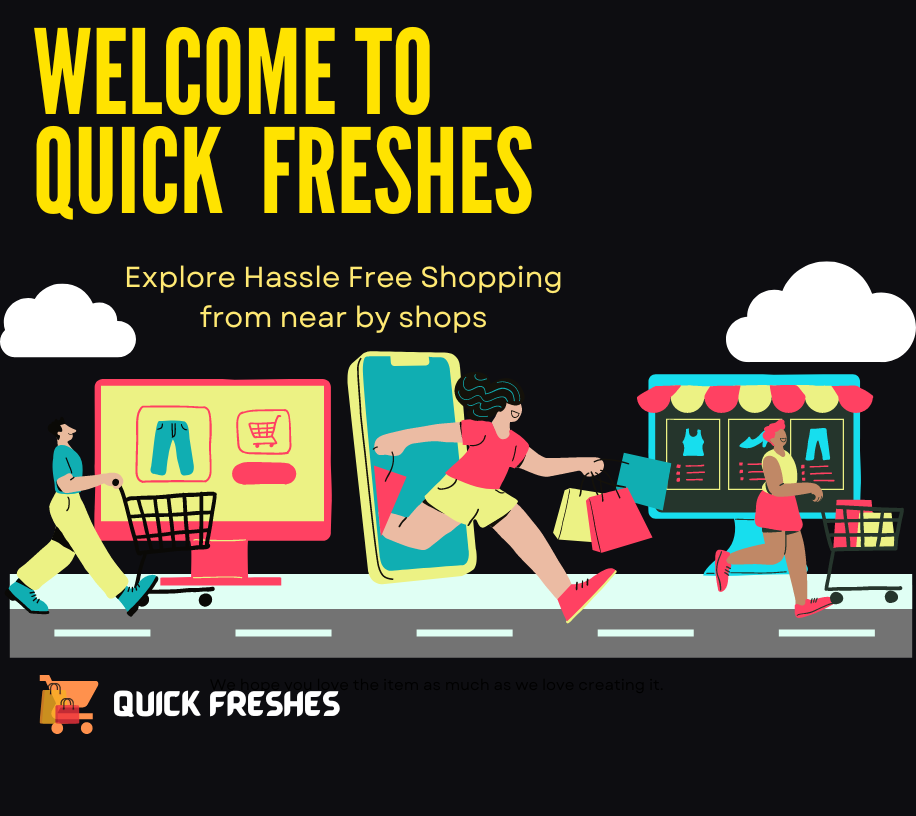 WELCOME TO
QUICK FRESHES
Explore Hassle Free Shopping
from near by shops
We hope you love the item as much as we love creating it.
QUICK FRESHES